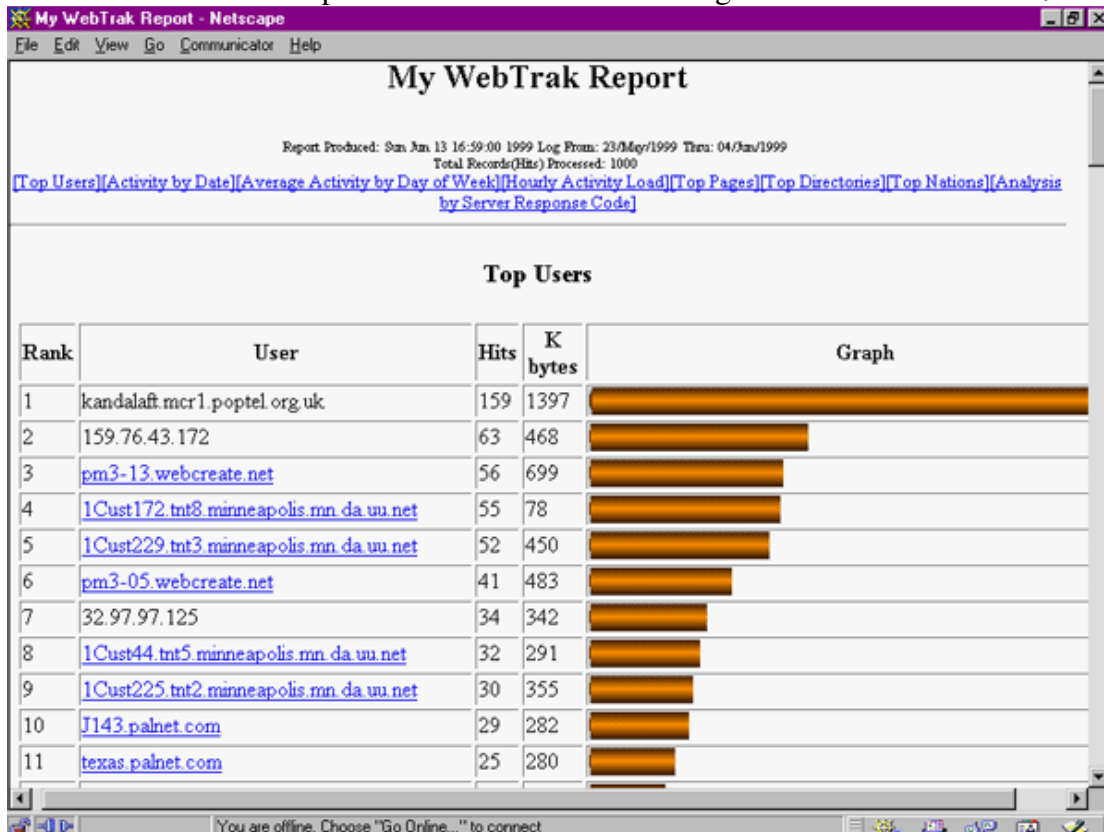 My WebTrak Report - Netscape
File Edit View Go Communicator Help
My WebTrak Report
Report Produced: Sun Jun 13 16:59:00 1999 Log From: 23/May/1999 Thru: 04/Jun/1999
Total Records(Hits) Processed: 1000
[Top Users][Activity by Date][Average Activity by Day of Week][Hourly Activity Load][Top Pages][Top Directories][Top Nations][Analysis
by Server Response Code]
Top Users
Rank User Hits K bytes Graph
1 kandalaft.mcr1.poptel.org.uk 159 1397
2 159.76.43.172 63 468
3 pm3-13.webcreate.net 56 699
4 1Cust172.tnt8.minneapolis.mn.da.uu.net 55 78
5 1Cust229.tnt3.minneapolis.mn.da.uu.net 52 450
6 pm3-05.webcreate.net 41 483
7 32.97.97.125 34 342
8 1Cust44.tnt5.minneapolis.mn.da.uu.net 32 291
9 1Cust225.tnt2.minneapolis.mn.da.uu.net 30 355
10 J143.palnet.com 29 282
11 texas.palnet.com 25 280
You are offline. Choose "Go Online..." to connect